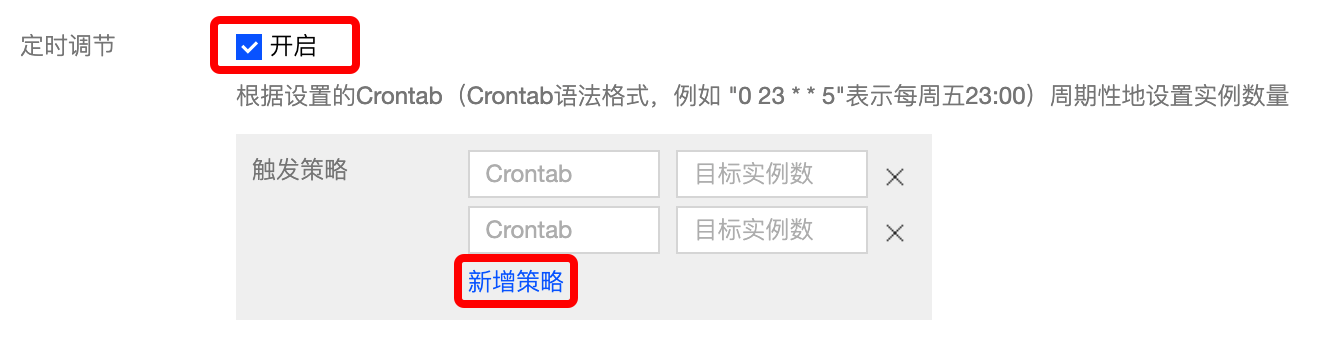 定时调节 开启
根据设置的Crontab（Crontab语法格式，例如 "0 23 * * 5"表示每周五23:00）周期性地设置实例数量
触发策略 Crontab 目标实例数
Crontab 目标实例数
新增策略